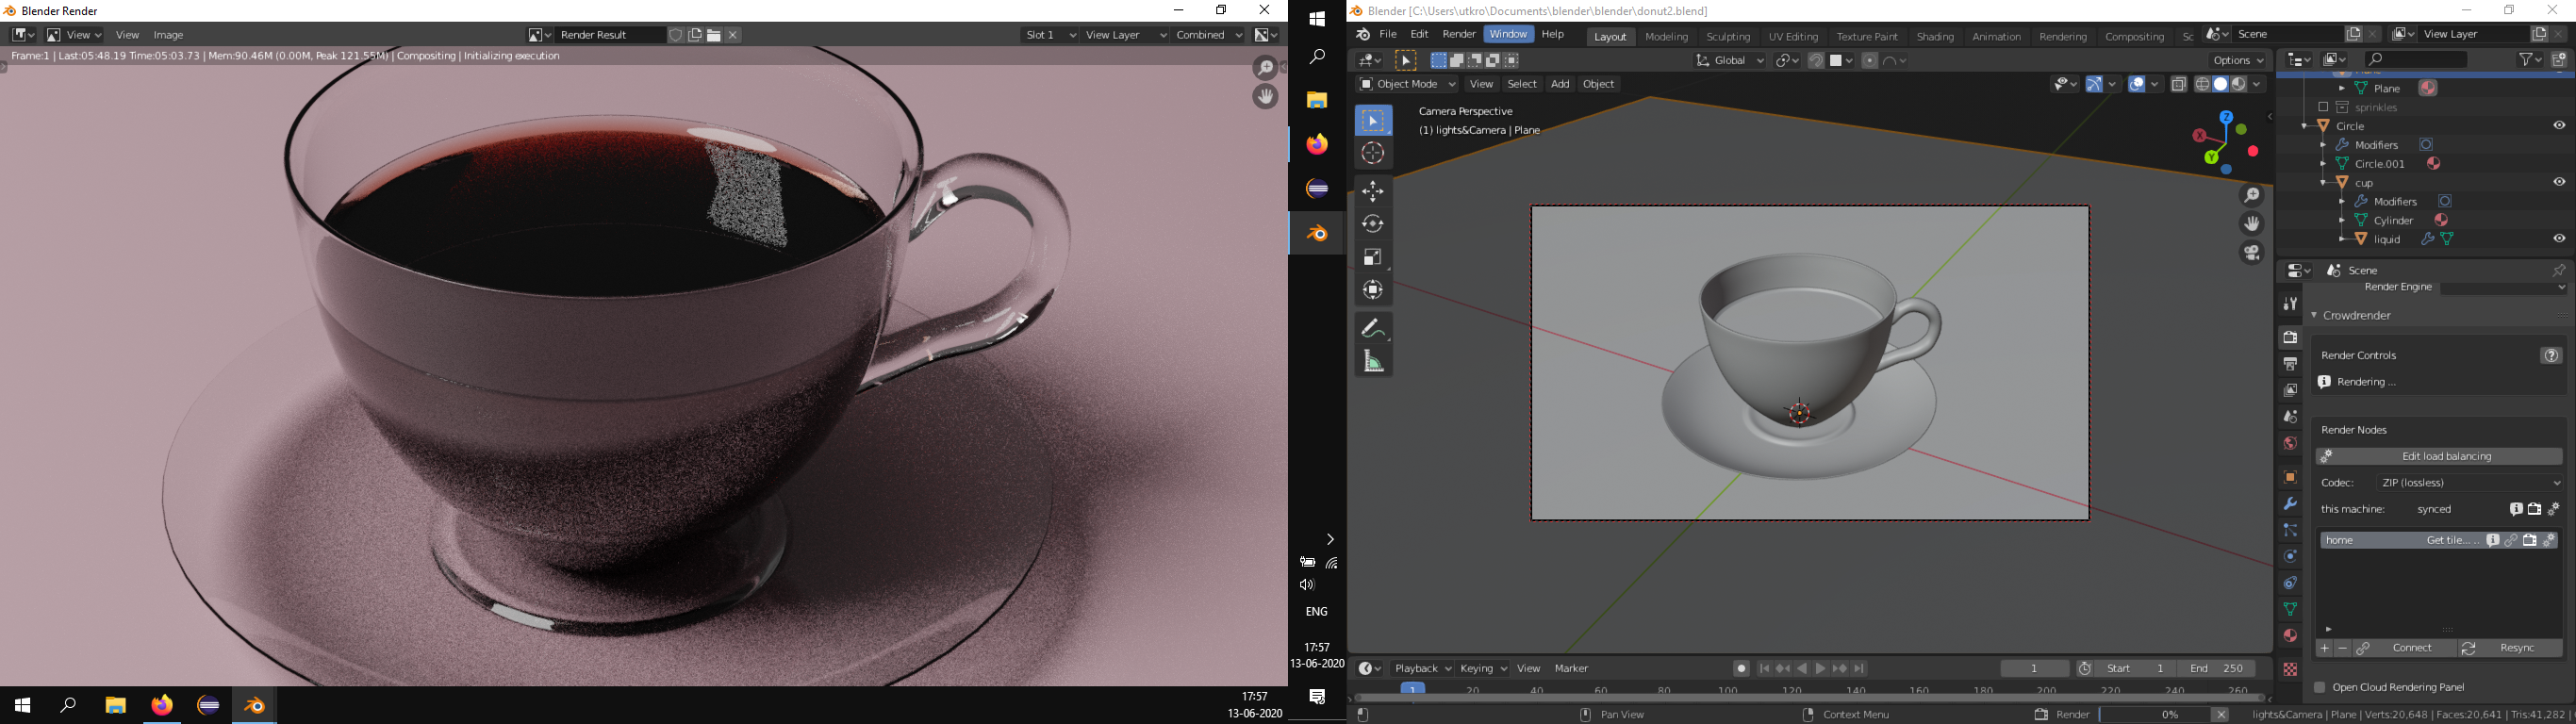 Blender Render
View View Image Render Result Slot 1 View Layer Combined
Frame:1 | Last:05:48.19 Time:05:03.73 | Mem:90.46M (0.00M, Peak 121.55M) | Compositing | Initializing execution
17:57
13-06-2020
ENG
17:57
13-06-2020
Blender [C:\Users\utkro\Documents\blender\blender\donut2.blend]
File Edit Render Window Help Layout Modeling Sculpting UV Editing Texture Paint Shading Animation Rendering Compositing Sc Scene View Layer
Global Options
Object Mode View Select Add Object
Camera Perspective
(1) lights&Camera | Plane
Z
X
Y
Plane
sprinkles
Circle
Modifiers
Circle.001
cup
Modifiers
Cylinder
liquid
Scene
Render Engine
Crowdrender
Render Controls
Rendering ...
Render Nodes
Edit load balancing
Codec: ZIP (lossless)
this machine: synced
home Get tile... ..
Connect Resync
Open Cloud Rendering Panel
Playback Keying View Marker 1 Start 1 End 250
1 20 40 60 80 100 120 140 160 180 200 220 240 260
Pan View Context Menu Render 0% lights&Camera | Plane | Verts:20,648 | Faces:20,641 | Tris:41,282 |